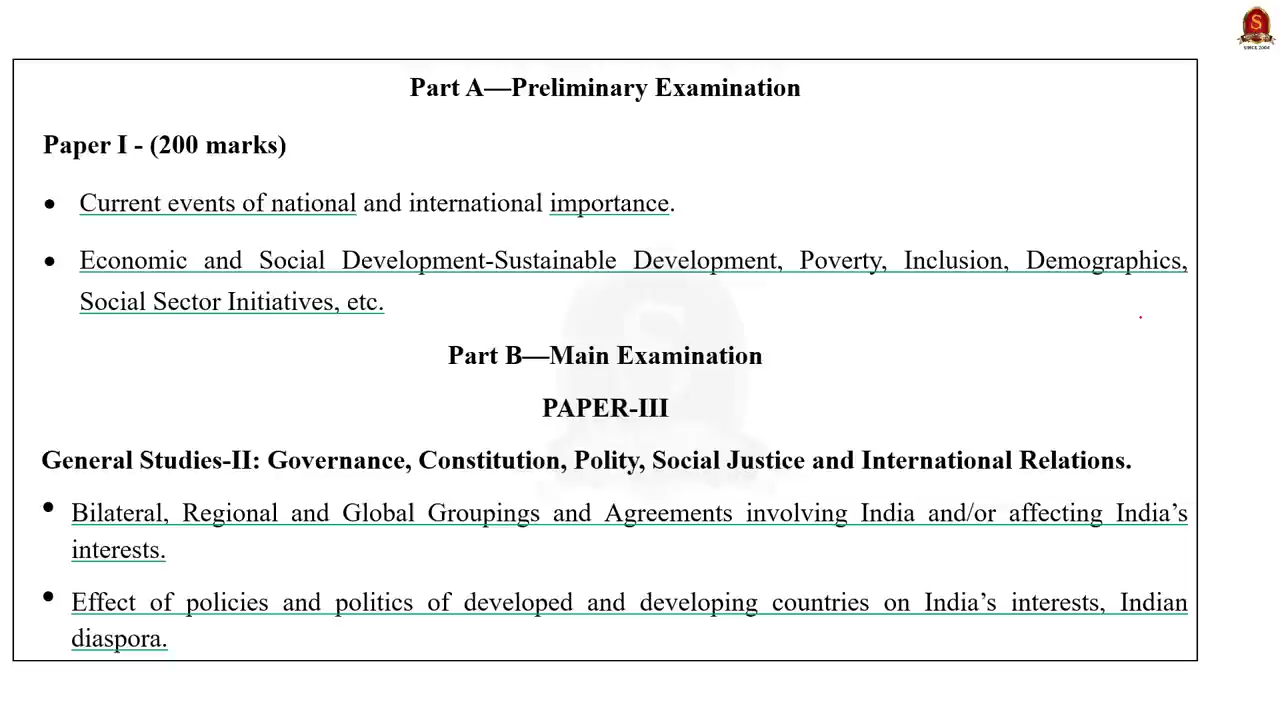 S
SINCE 2004
Part A—Preliminary Examination
Paper I - (200 marks)
• Current events of national and international importance.
• Economic and Social Development-Sustainable Development, Poverty, Inclusion, Demographics,
Social Sector Initiatives, etc.
Part B—Main Examination
PAPER-III
General Studies-II: Governance, Constitution, Polity, Social Justice and International Relations.
• Bilateral, Regional and Global Groupings and Agreements involving India and/or affecting India’s
interests.
• Effect of policies and politics of developed and developing countries on India’s interests, Indian
diaspora.